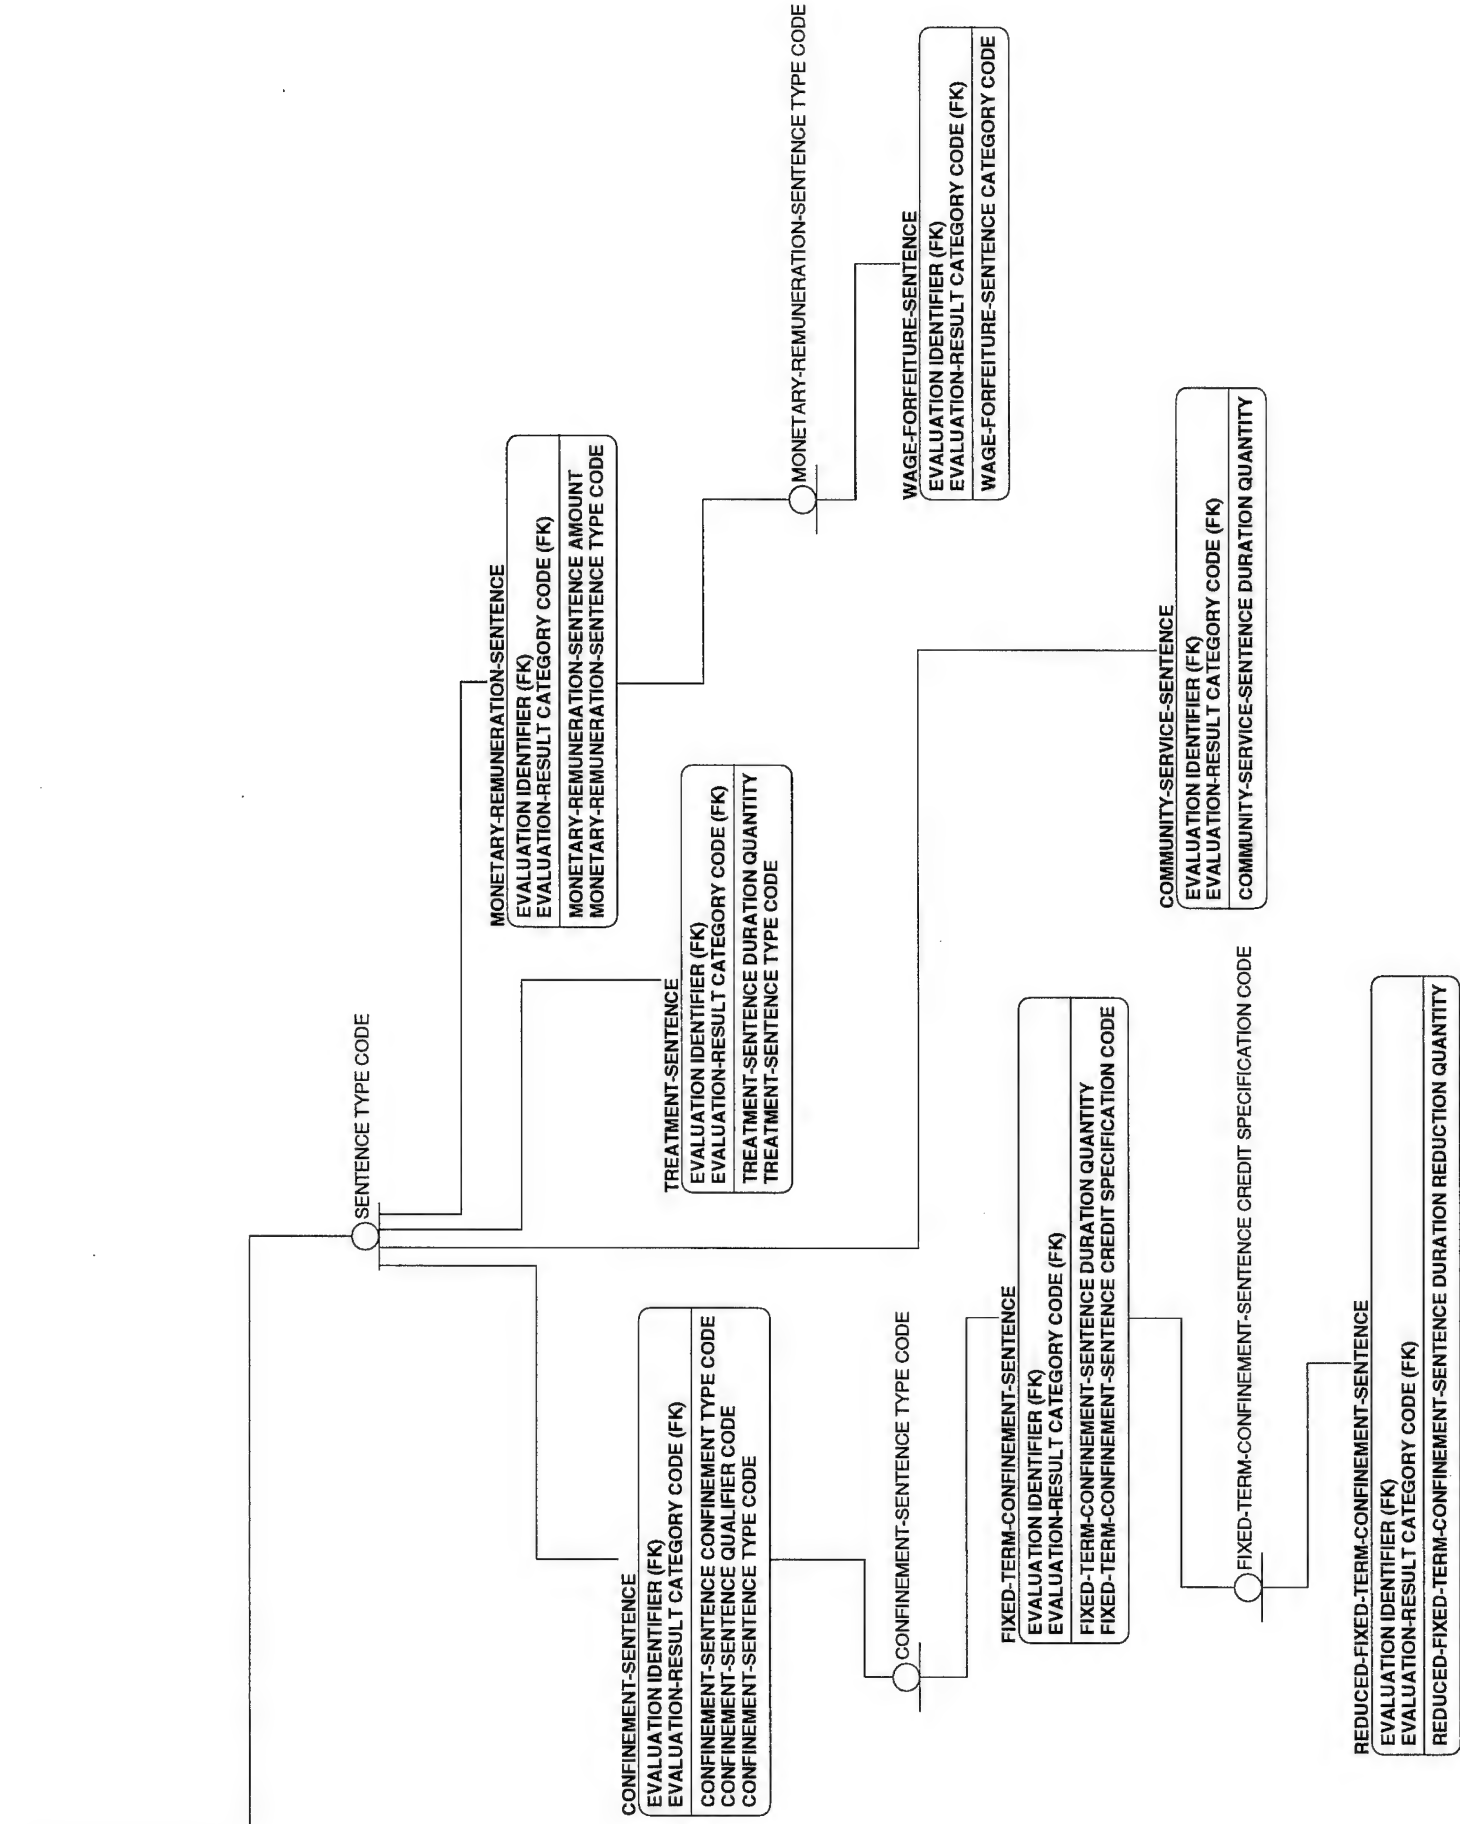 SENTENCE TYPE CODE
CONFINEMENT-SENTENCE
EVALUATION IDENTIFIER (FK)
EVALUATION-RESULT CATEGORY CODE (FK)
CONFINEMENT-SENTENCE CONFINEMENT TYPE CODE
CONFINEMENT-SENTENCE QUALIFIER CODE
CONFINEMENT-SENTENCE TYPE CODE
TREATMENT-SENTENCE
EVALUATION IDENTIFIER (FK)
EVALUATION-RESULT CATEGORY CODE (FK)
TREATMENT-SENTENCE DURATION QUANTITY
TREATMENT-SENTENCE TYPE CODE
MONETARY-REMUNERATION-SENTENCE
EVALUATION IDENTIFIER (FK)
EVALUATION-RESULT CATEGORY CODE (FK)
MONETARY-REMUNERATION-SENTENCE AMOUNT
MONETARY-REMUNERATION-SENTENCE TYPE CODE
MONETARY-REMUNERATION-SENTENCE TYPE CODE
CONFINEMENT-SENTENCE TYPE CODE
WAGE-FORFEITURE-SENTENCE
EVALUATION IDENTIFIER (FK)
EVALUATION-RESULT CATEGORY CODE (FK)
WAGE-FORFEITURE-SENTENCE CATEGORY CODE
FIXED-TERM-CONFINEMENT-SENTENCE
EVALUATION IDENTIFIER (FK)
EVALUATION-RESULT CATEGORY CODE (FK)
FIXED-TERM-CONFINEMENT-SENTENCE DURATION QUANTITY
FIXED-TERM-CONFINEMENT-SENTENCE CREDIT SPECIFICATION CODE
COMMUNITY-SERVICE-SENTENCE
EVALUATION IDENTIFIER (FK)
EVALUATION-RESULT CATEGORY CODE (FK)
COMMUNITY-SERVICE-SENTENCE DURATION QUANTITY
FIXED-TERM-CONFINEMENT-SENTENCE CREDIT SPECIFICATION CODE
REDUCED-FIXED-TERM-CONFINEMENT-SENTENCE
EVALUATION IDENTIFIER (FK)
EVALUATION-RESULT CATEGORY CODE (FK)
REDUCED-FIXED-TERM-CONFINEMENT-SENTENCE DURATION REDUCTION QUANTITY